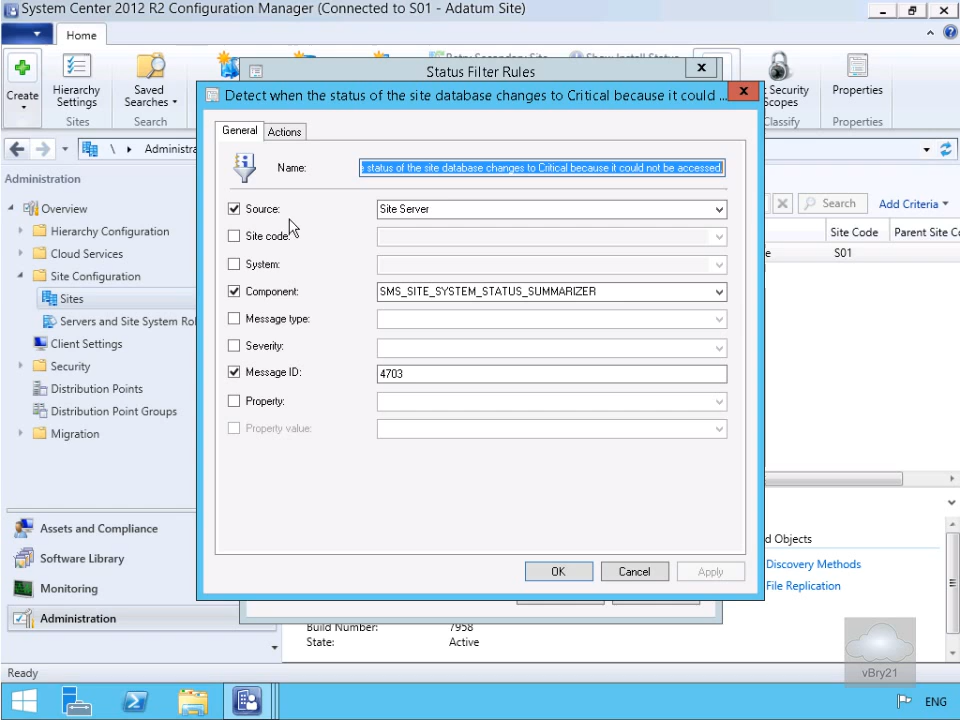 System Center 2012 R2 Configuration Manager (Connected to S01 - Adatum Site)
Home
Create
Hierarchy Settings
Saved Searches
Security Scopes
Properties
Sites
Search
Classify
Properties
Status Filter Rules
Detect when the status of the site database changes to Critical because it could ...
\ Administra
General
Actions
Name:
status of the site database changes to Critical because it could not be accessed
Source:
Site Server
Site code:
System:
Component:
SMS_SITE_SYSTEM_STATUS_SUMMARIZER
Message type:
Severity:
Message ID:
4703
Property:
Property value:
OK
Cancel
Apply
Administration
Overview
Hierarchy Configuration
Cloud Services
Site Configuration
Sites
Servers and Site System Rol
Client Settings
Security
Distribution Points
Distribution Point Groups
Migration
Assets and Compliance
Software Library
Monitoring
Administration
Search
Add Criteria
Site Code
Parent Site C
S01
d Objects
Discovery Methods
File Replication
Build Number:
7958
State:
Active
Ready
vBry21
ENG